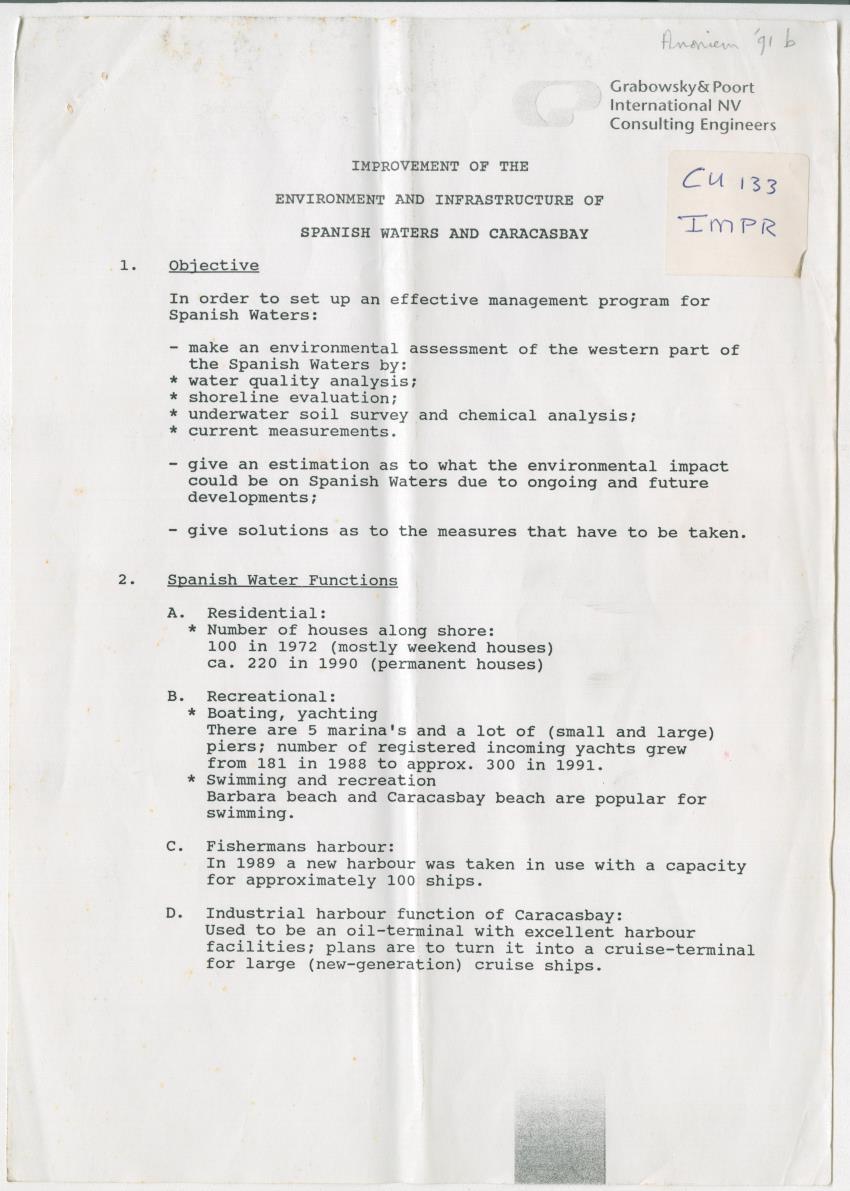 Anoniem '91 b
Grabowsky&Poort
International NV
Consulting Engineers
CU 133
IMPR
IMPROVEMENT OF THE
ENVIRONMENT AND INFRASTRUCTURE OF
SPANISH WATERS AND CARACASBAY
1. Objective
In order to set up an effective management program for
Spanish Waters:
- make an environmental assessment of the western part of
the Spanish Waters by:
* water quality analysis;
* shoreline evaluation;
* underwater soil survey and chemical analysis;
* current measurements.
- give an estimation as to what the environmental impact
could be on Spanish Waters due to ongoing and future
developments;
- give solutions as to the measures that have to be taken.
2. Spanish Water Functions
A. Residential:
* Number of houses along shore:
100 in 1972 (mostly weekend houses)
ca. 220 in 1990 (permanent houses)
B. Recreational:
* Boating, yachting
There are 5 marina's and a lot of (small and large)
piers; number of registered incoming yachts grew
from 181 in 1988 to approx. 300 in 1991.
* Swimming and recreation
Barbara beach and Caracasbay beach are popular for
swimming.
C. Fishermans harbour:
In 1989 a new harbour was taken in use with a capacity
for approximately 100 ships.
D. Industrial harbour function of Caracasbay:
Used to be an oil-terminal with excellent harbour
facilities; plans are to turn it into a cruise-terminal
for large (new-generation) cruise ships.